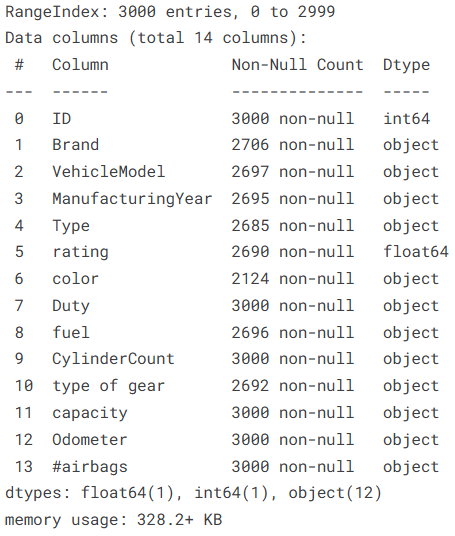 RangeIndex: 3000 entries, 0 to 2999
Data columns (total 14 columns):
 #   Column             Non-Null Count  Dtype
---  ------             --------------  -----
 0   ID                 3000 non-null   int64
 1   Brand              2706 non-null   object
 2   VehicleModel       2697 non-null   object
 3   ManufacturingYear  2695 non-null   object
 4   Type               2685 non-null   object
 5   rating             2690 non-null   float64
 6   color              2124 non-null   object
 7   Duty               3000 non-null   object
 8   fuel               2696 non-null   object
 9   CylinderCount      3000 non-null   object
 10  type of gear       2692 non-null   object
 11  capacity           3000 non-null   object
 12  Odometer           3000 non-null   object
 13  #airbags           3000 non-null   object
dtypes: float64(1), int64(1), object(12)
memory usage: 328.2+ KB